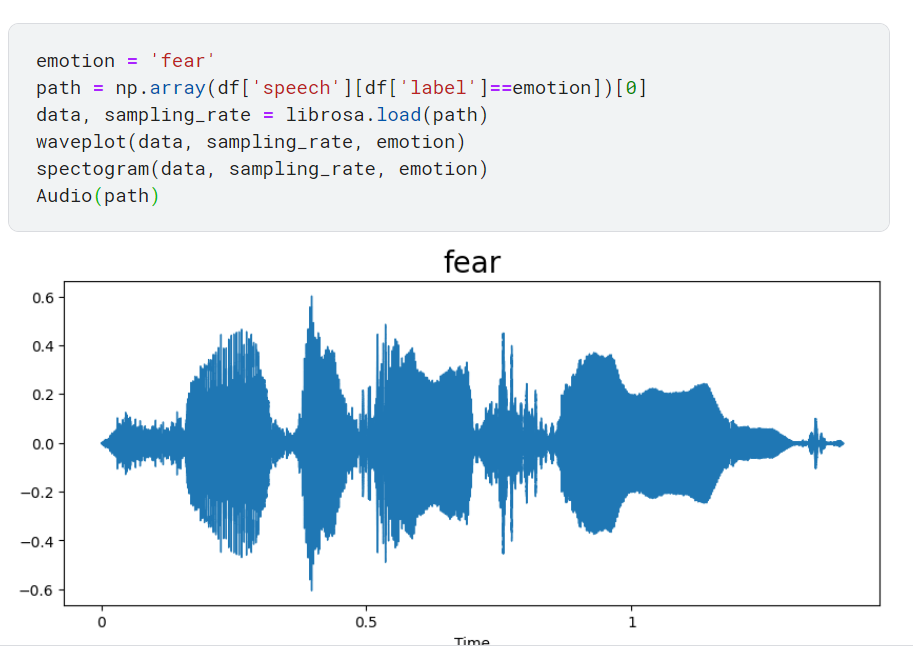 emotion = 'fear'
path = np.array(df['speech'][df['label']==emotion])[0]
data, sampling_rate = librosa.load(path)
waveplot(data, sampling_rate, emotion)
spectogram(data, sampling_rate, emotion)
Audio(path)
fear
0.6
0.4
0.2
0.0
−0.2
−0.4
−0.6
0 0.5 1
Time